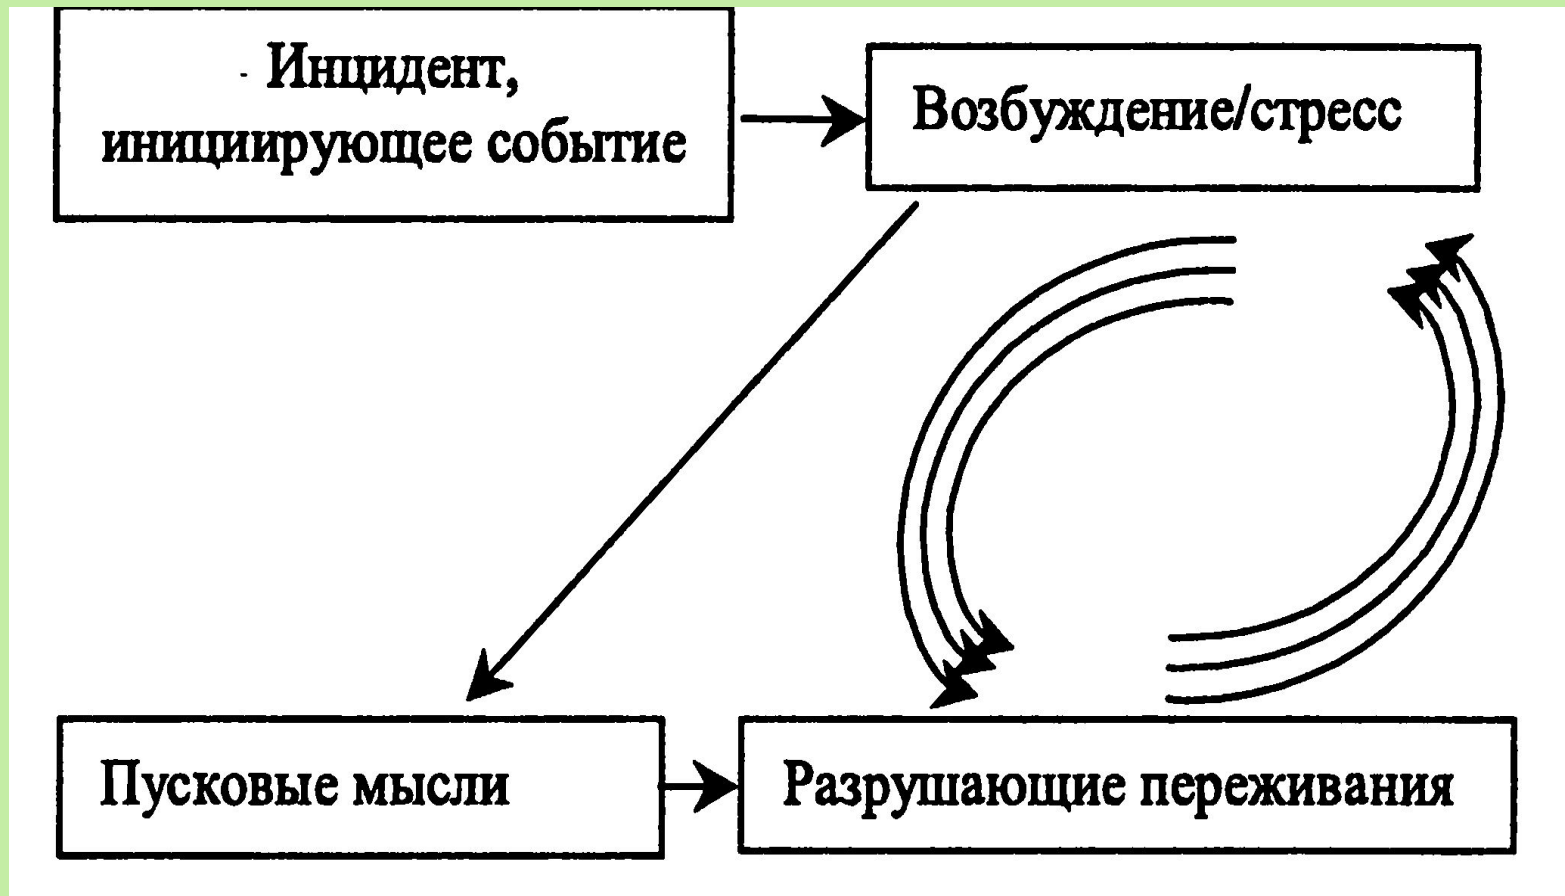 Инцидент,
инициирующее событие
Возбуждение/стресс
Пусковые мысли
Разрушающие переживания